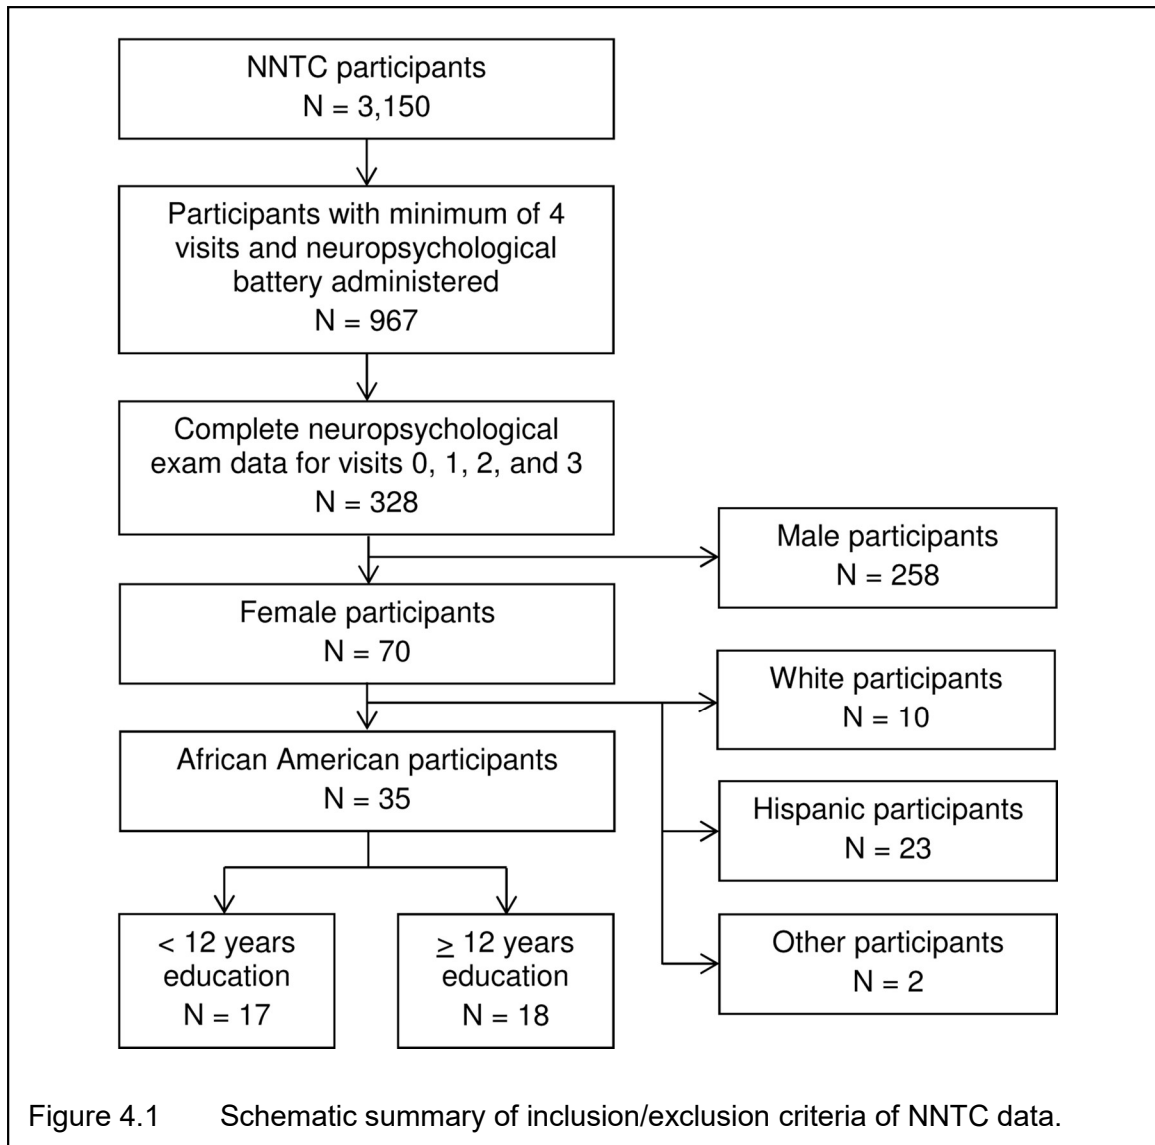 NNTC participants
N = 3,150
Participants with minimum of 4
visits and neuropsychological
battery administered
N = 967
Complete neuropsychological
exam data for visits 0, 1, 2, and 3
N = 328
Male participants
N = 258
Female participants
N = 70
White participants
N = 10
African American participants
N = 35
Hispanic participants
N = 23
< 12 years
education
N = 17
≥ 12 years
education
N = 18
Other participants
N = 2
Figure 4.1 Schematic summary of inclusion/exclusion criteria of NNTC data.